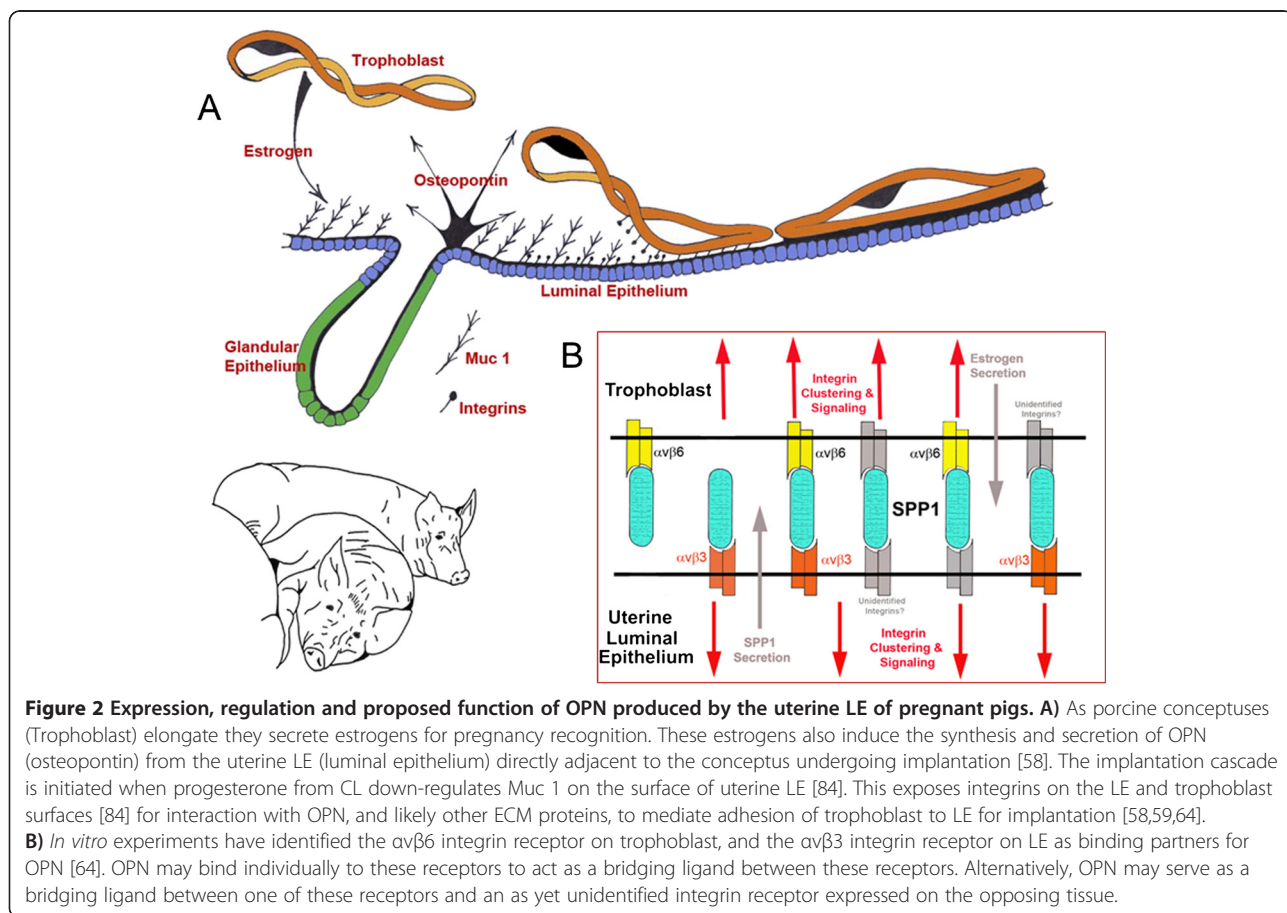 Trophoblast
A
Estrogen
Osteopontin
Luminal Epithelium
Glandular
Epithelium
Muc 1
Integrins
B
Trophoblast
Integrin
Clustering &
Signaling
Estrogen
Secretion
Unidentified
Integrins?
αvβ6
αvβ6
SPP1
αvβ3
αvβ3
αvβ3
Unidentified
Integrins?
Uterine
Luminal
Epithelium
SPP1
Secretion
Integrin
Clustering &
Signaling
Figure 2 Expression, regulation and proposed function of OPN produced by the uterine LE of pregnant pigs. A) As porcine conceptuses
(Trophoblast) elongate they secrete estrogens for pregnancy recognition. These estrogens also induce the synthesis and secretion of OPN
(osteopontin) from the uterine LE (luminal epithelium) directly adjacent to the conceptus undergoing implantation [58]. The implantation cascade
is initiated when progesterone from CL down-regulates Muc 1 on the surface of uterine LE [84]. This exposes integrins on the LE and trophoblast
surfaces [84] for interaction with OPN, and likely other ECM proteins, to mediate adhesion of trophoblast to LE for implantation [58,59,64].
B) In vitro experiments have identified the αvβ6 integrin receptor on trophoblast, and the αvβ3 integrin receptor on LE as binding partners for
OPN [64]. OPN may bind individually to these receptors to act as a bridging ligand between these receptors. Alternatively, OPN may serve as a
bridging ligand between one of these receptors and an as yet unidentified integrin receptor expressed on the opposing tissue.